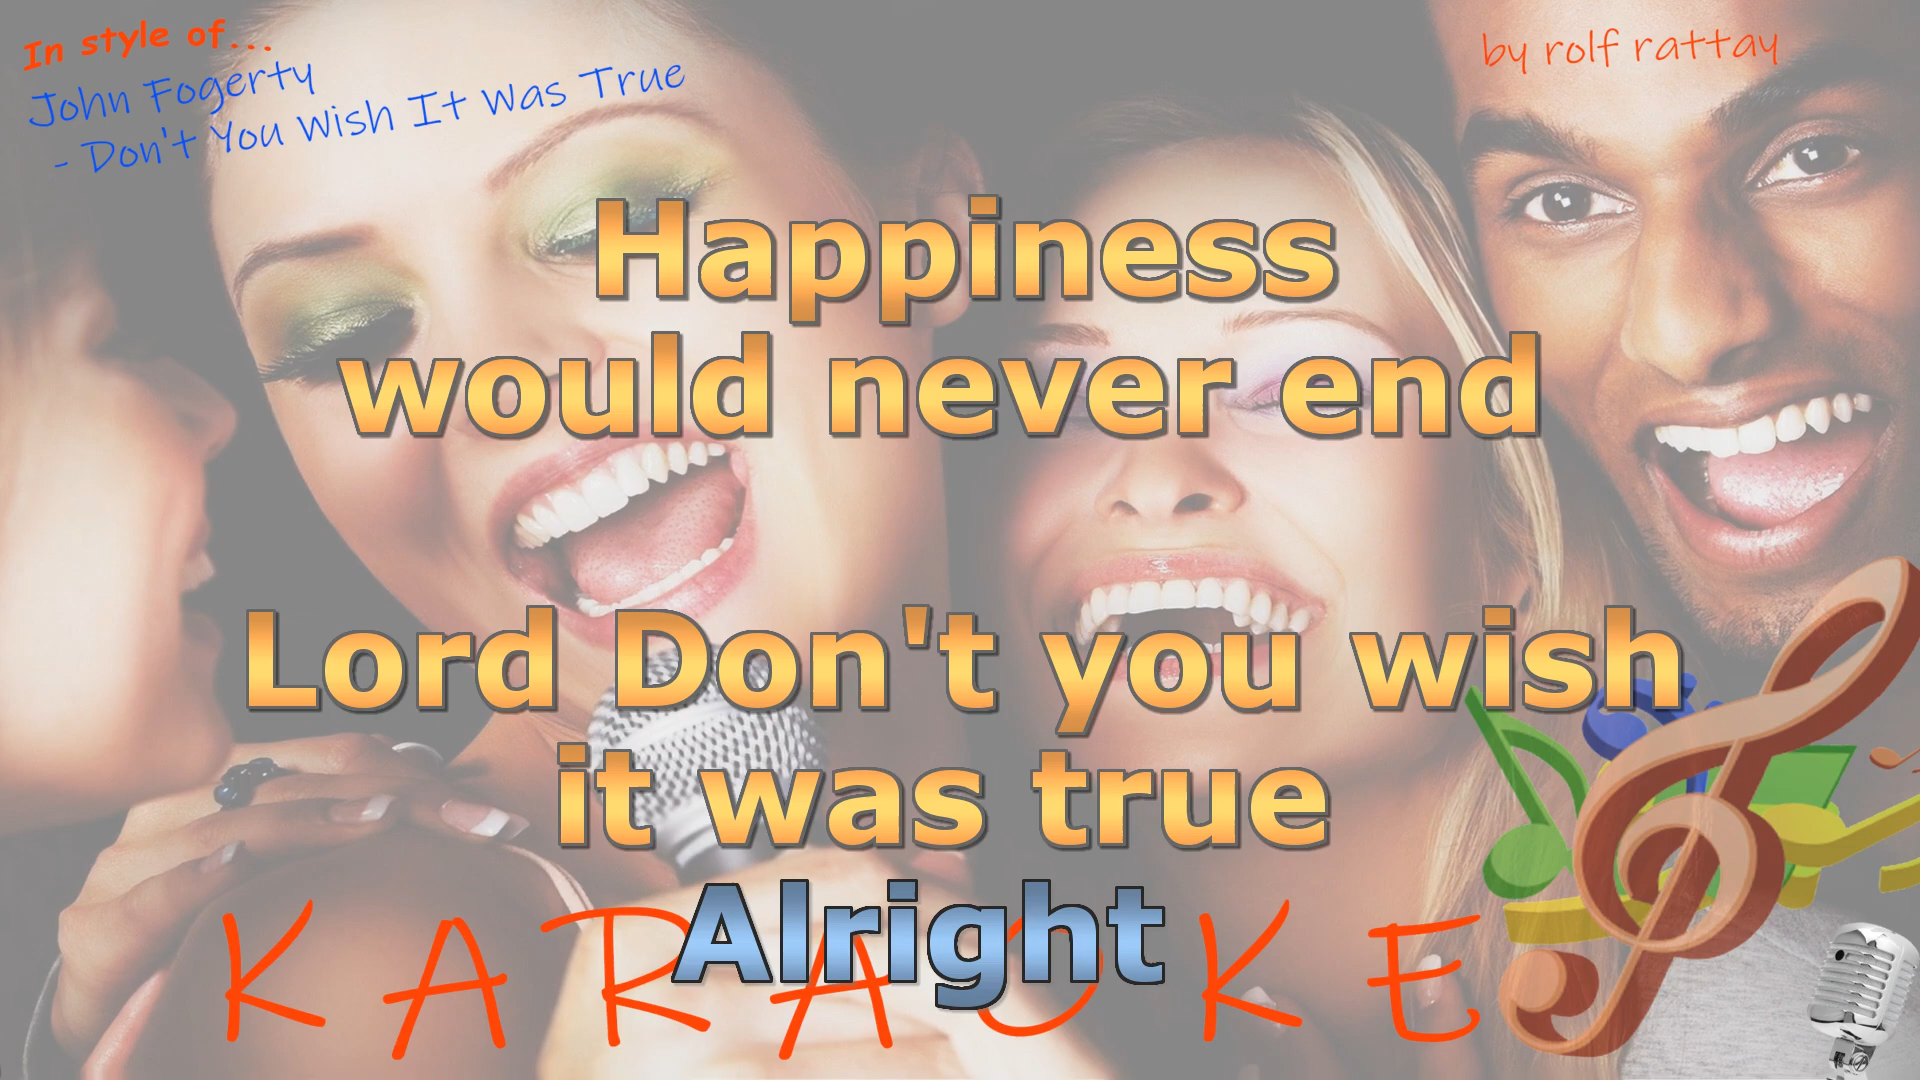 In style of...
John Fogerty
- Don't You Wish It Was True
by rolf rattay
Happiness
would never end
Lord Don't you wish
it was true
Alright
KARAOKE